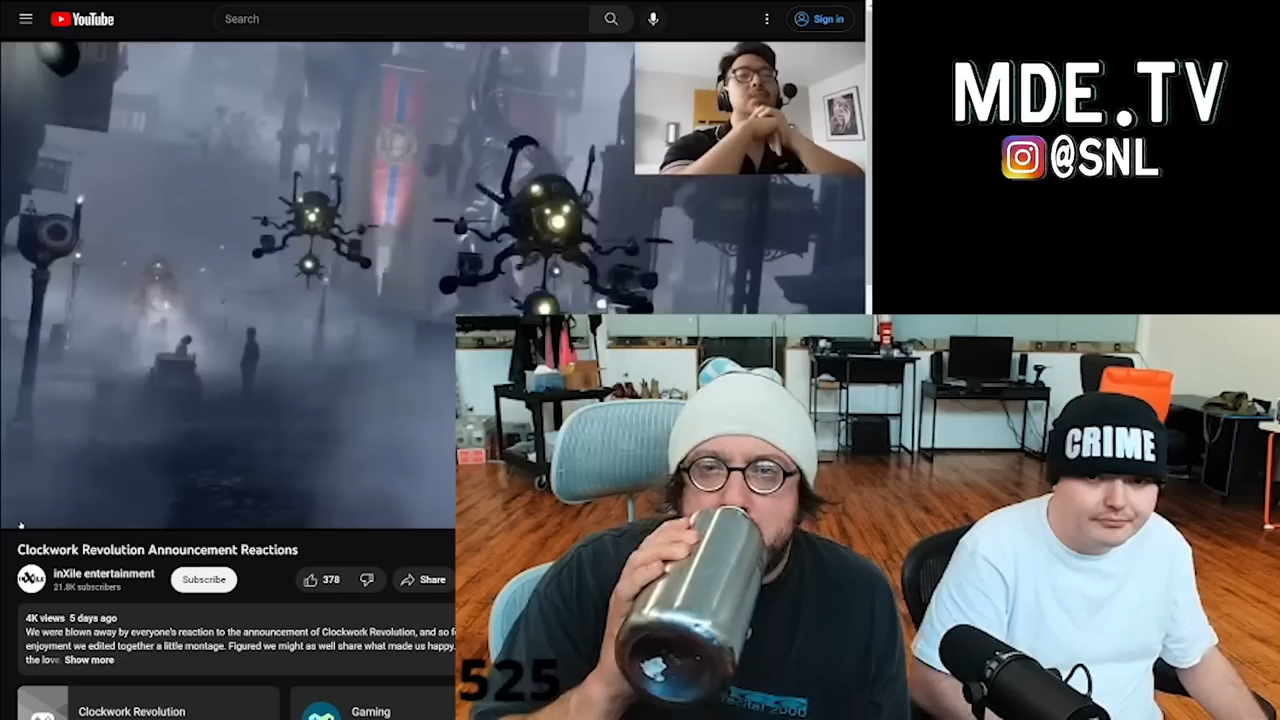 YouTube
Search
Sign in
MDE.TV
@SNL
CRIME
Clockwork Revolution Announcement Reactions
inXile entertainment
21.8K subscribers
Subscribe
378
Share
4K views 5 days ago
We were blown away by everyone's reaction to the announcement of Clockwork Revolution, and so f
enjoyment we edited together a little montage. Figured we might as well share what made us happy.
the love Show more
525
2000
Clockwork Revolution
Gaming